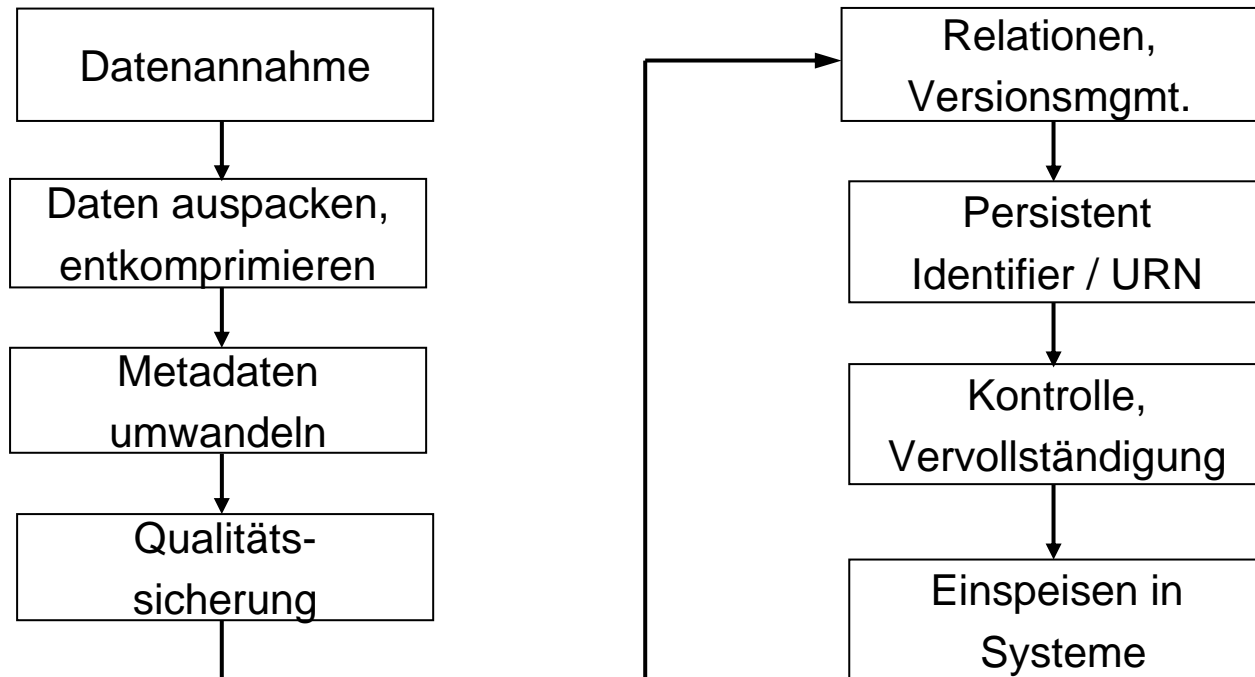 Datenannahme
Daten auspacken,
entkomprimieren
Metadaten
umwandeln
Qualitäts-
sicherung
Relationen,
Versionsmgmt.
Persistent
Identifier / URN
Kontrolle,
Vervollständigung
Einspeisen in
Systeme